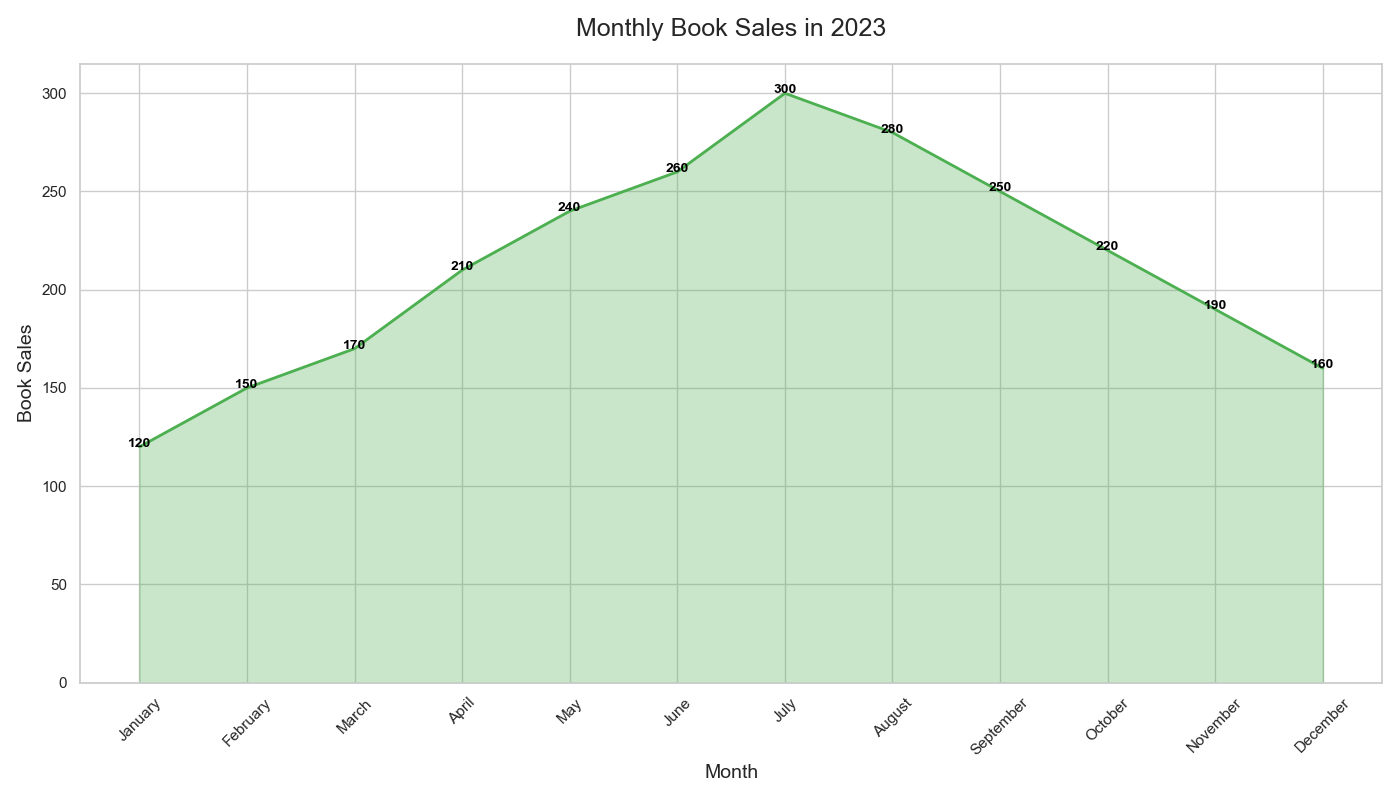 Monthly Book Sales in 2023
Book Sales
300
250
200
150
100
50
0
120
150
170
210
240
260
300
280
250
220
190
160
January
February
March
April
May
June
July
August
September
October
November
December
Month